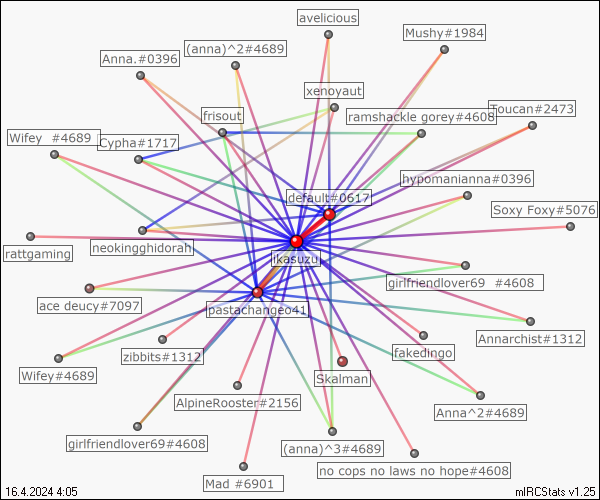 avelicious
Mushy#1984
(anna)^2#4689
Anna.#0396
xenoyaut
Toucan#2473
frisout
ramshackle gorey#4608
Wifey  #4689
Cypha#1717
hypomanianna#0396
default#0617
Soxy Foxy#5076
neokingghidorah
rattgaming
ikasuzu
girlfriendlover69  #4608
ace deucy#7097
pastachangeo41
Annarchist#1312
zibbits#1312
fakedingo
Wifey#4689
Skalman
AlpineRooster#2156
Anna^2#4689
girlfriendlover69#4608
(anna)^3#4689
no cops no laws no hope#4608
Mad #6901
16.4.2024 4:05
mIRCStats v1.25